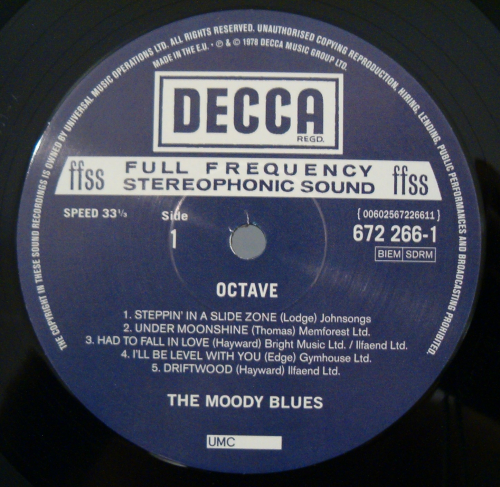 THE COPYRIGHT IN THESE SOUND RECORDINGS IS OWNED BY UNIVERSAL MUSIC OPERATIONS LTD. ALL RIGHTS RESERVED. UNAUTHORISED COPYING REPRODUCTION, HIRING, LENDING, PUBLIC PERFORMANCES AND BROADCASTING PROHIBITED.
MADE IN THE E.U. • ℗ & © 1978 DECCA MUSIC GROUP LTD.
DECCA
REGD.
ffss FULL FREQUENCY STEREOPHONIC SOUND ffss
SPEED 33⅓ Side 1
{00602567226611}
672 266-1
BIEM SDRM
OCTAVE
1. STEPPIN' IN A SLIDE ZONE (Lodge) Johnsongs
2. UNDER MOONSHINE (Thomas) Memforest Ltd.
3. HAD TO FALL IN LOVE (Hayward) Bright Music Ltd. / Ilfaend Ltd.
4. I'LL BE LEVEL WITH YOU (Edge) Gymhouse Ltd.
5. DRIFTWOOD (Hayward) Ilfaend Ltd.
THE MOODY BLUES
UMC